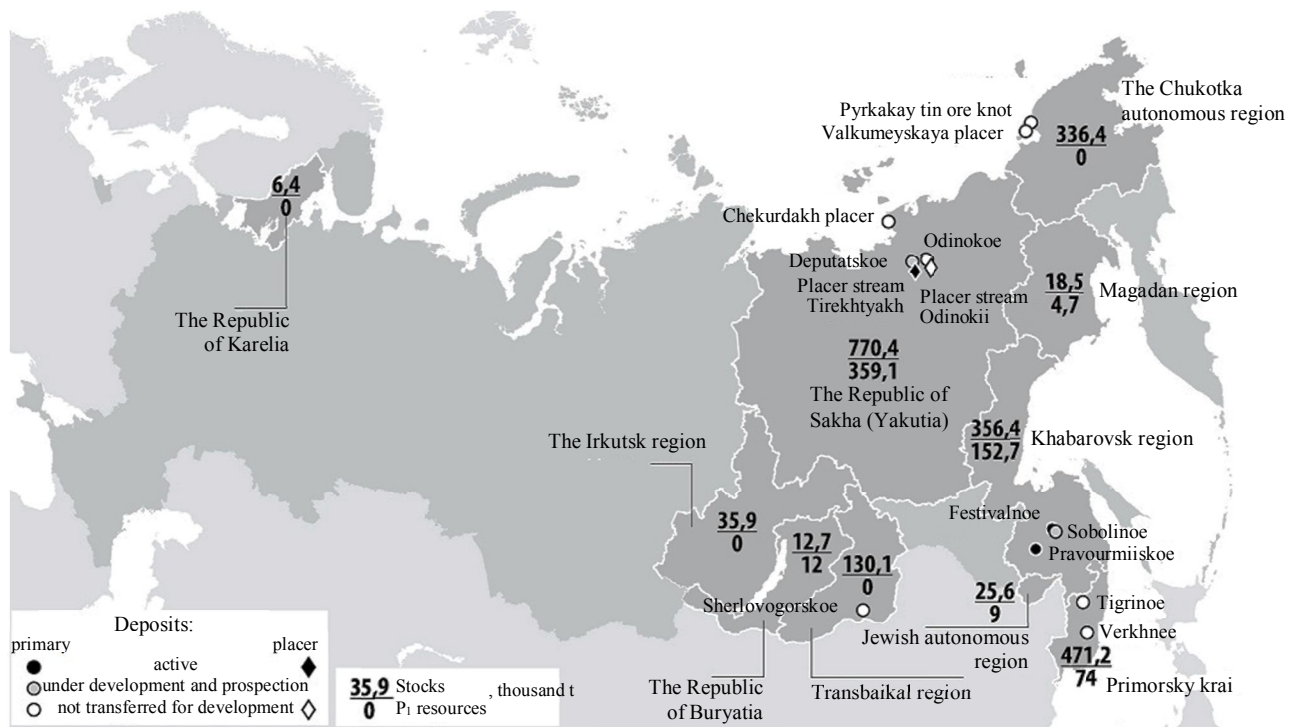 The Chukotka
autonomous region
Pyrkakay tin ore knot
Valkumeyskaya placer
336,4
0
6,4
0
Chekurdakh placer
Odinokoe
Deputatskoe
Placer stream
Tirekhtyakh
Placer stream
Odinokii
18,5
4,7
Magadan region
The Republic
of Karelia
770,4
359,1
The Republic of
Sakha (Yakutia)
356,4
152,7
Khabarovsk region
The Irkutsk region
35,9
0
12,7
12
130,1
0
Festivalnoe
Sobolinoe
Pravourmiiskoe
Sherlovogorskoe
25,6
9
Jewish autonomous
region
Tigrinoe
Verkhnee
471,2
74
Primorsky krai
The Republic
of Buryatia
Transbaikal region
Deposits:
primary placer
active
under development and prospection
not transferred for development
35,9 Stocks , thousand t
0 P₁ resources